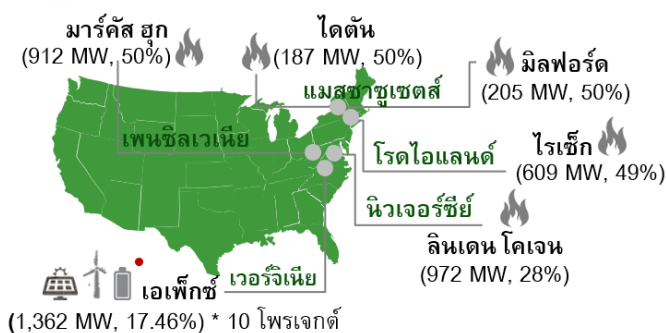 มาร์คัส ฮุก
(912 MW, 50%)
ไดตัน
(187 MW, 50%)
มิลฟอร์ด
(205 MW, 50%)
แมสซาชูเซตส์
เพนซิลเวเนีย
โรดไอแลนด์
ไรเซ็ก
(609 MW, 49%)
นิวเจอร์ซีย์
ลินเดน โคเจน
(972 MW, 28%)
เอเพ็กซ์
เวอร์จิเนีย
(1,362 MW, 17.46%) * 10 โพรเจกต์